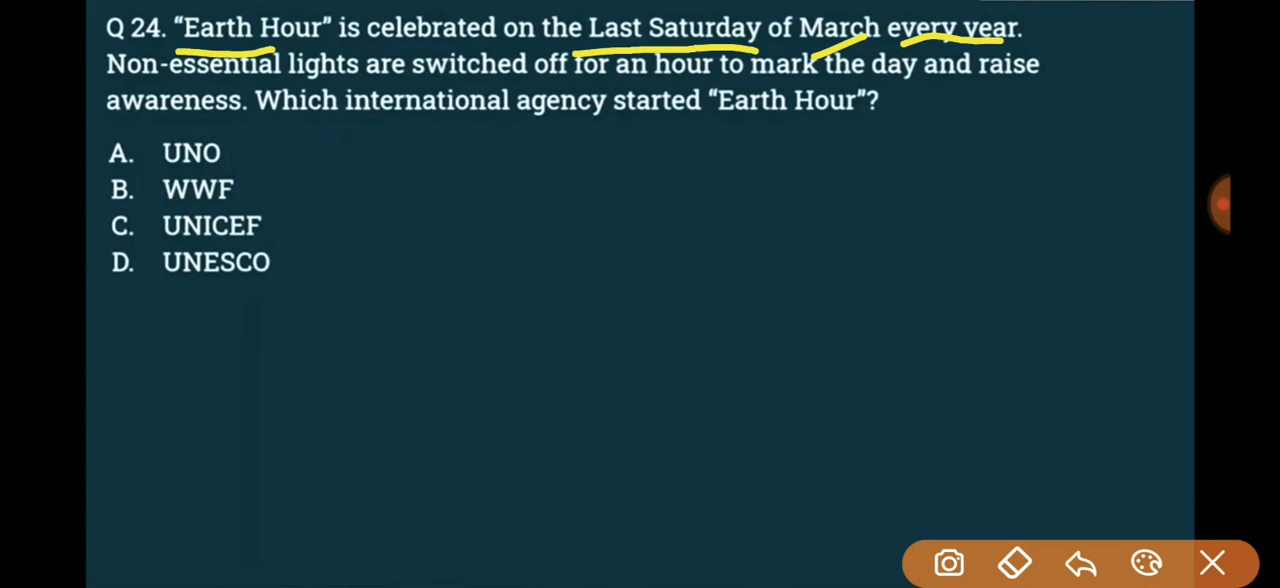 Q 24. “Earth Hour” is celebrated on the Last Saturday of March every year.
Non-essential lights are switched off for an hour to mark the day and raise
awareness. Which international agency started “Earth Hour”?
A. UNO
B. WWF
C. UNICEF
D. UNESCO